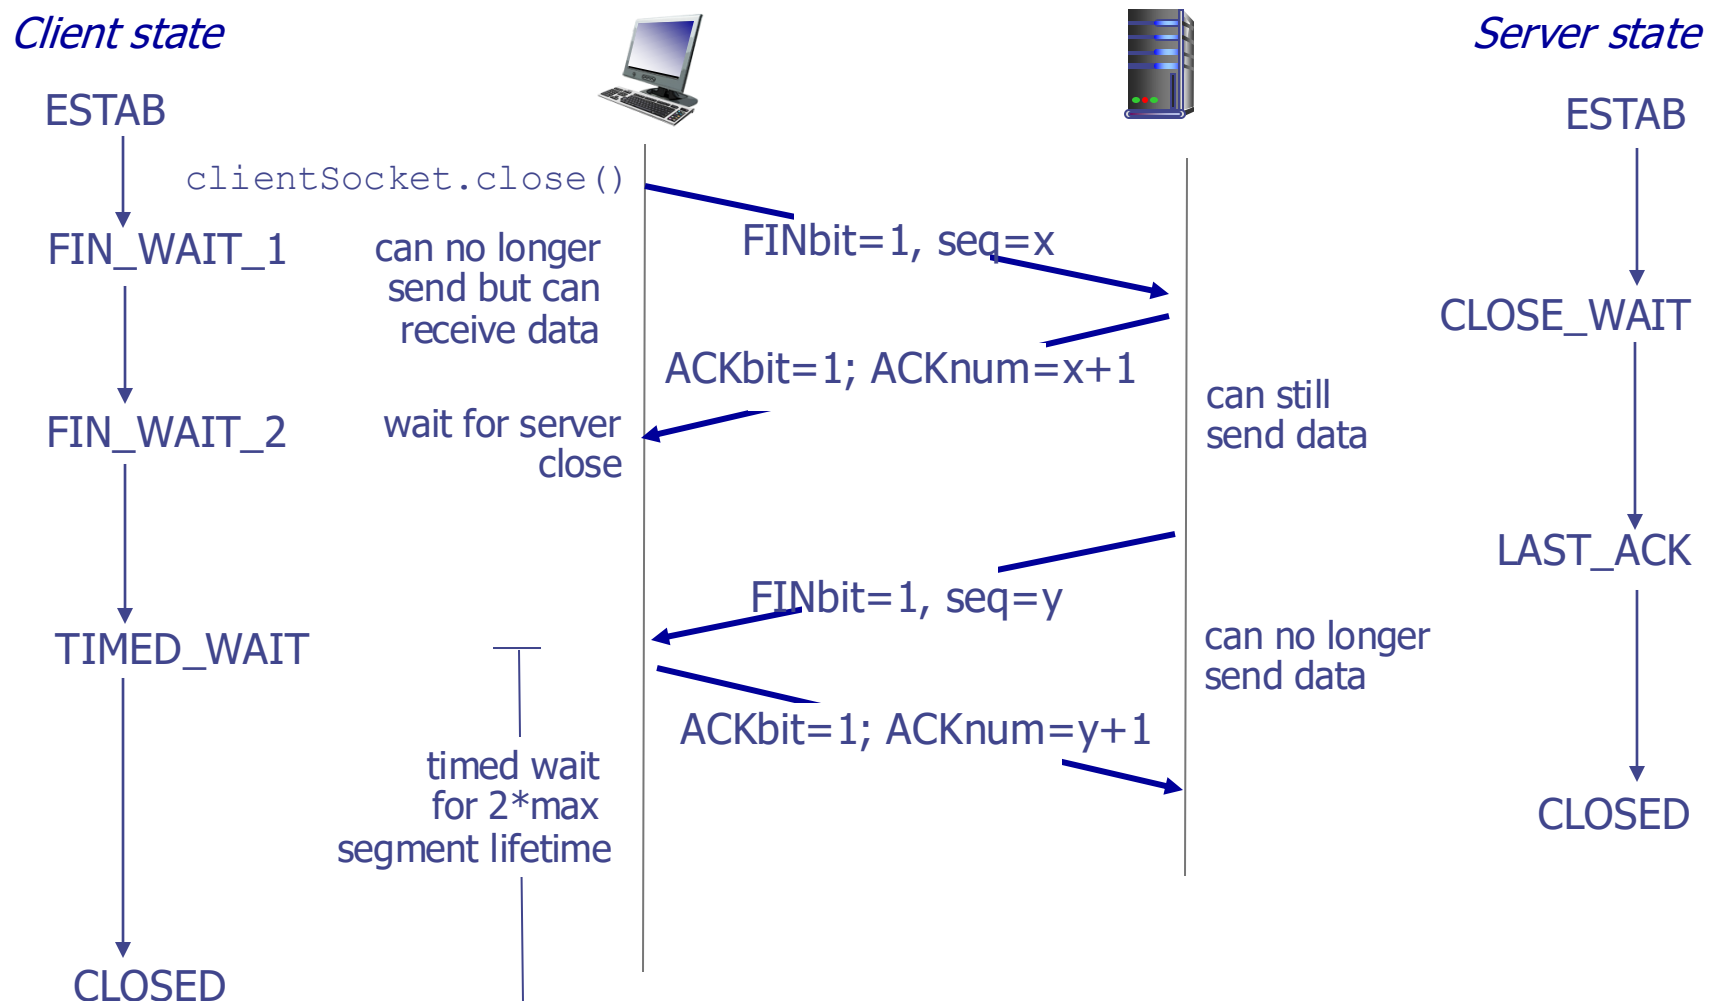 Client state
Server state
ESTAB
ESTAB
clientSocket.close()
FIN_WAIT_1
can no longer
send but can
receive data
FINbit=1, seq=x
CLOSE_WAIT
ACKbit=1; ACKnum=x+1
can still
send data
FIN_WAIT_2
wait for server
close
LAST_ACK
FINbit=1, seq=y
can no longer
send data
TIMED_WAIT
ACKbit=1; ACKnum=y+1
timed wait
for 2*max
segment lifetime
CLOSED
CLOSED